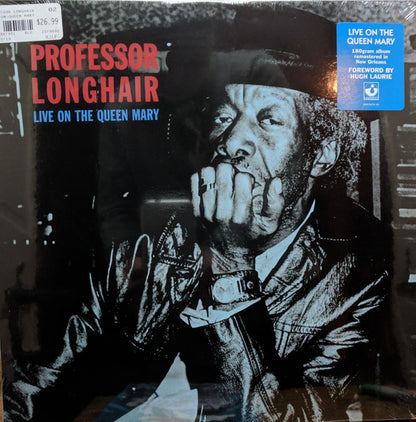 02
$26.99
PROFESSOR
LONGHAIR
LIVE ON THE QUEEN MARY
LIVE ON THE
QUEEN MARY
180gram album
remastered in
New Orleans
FOREWORD BY
HUGH LAURIE